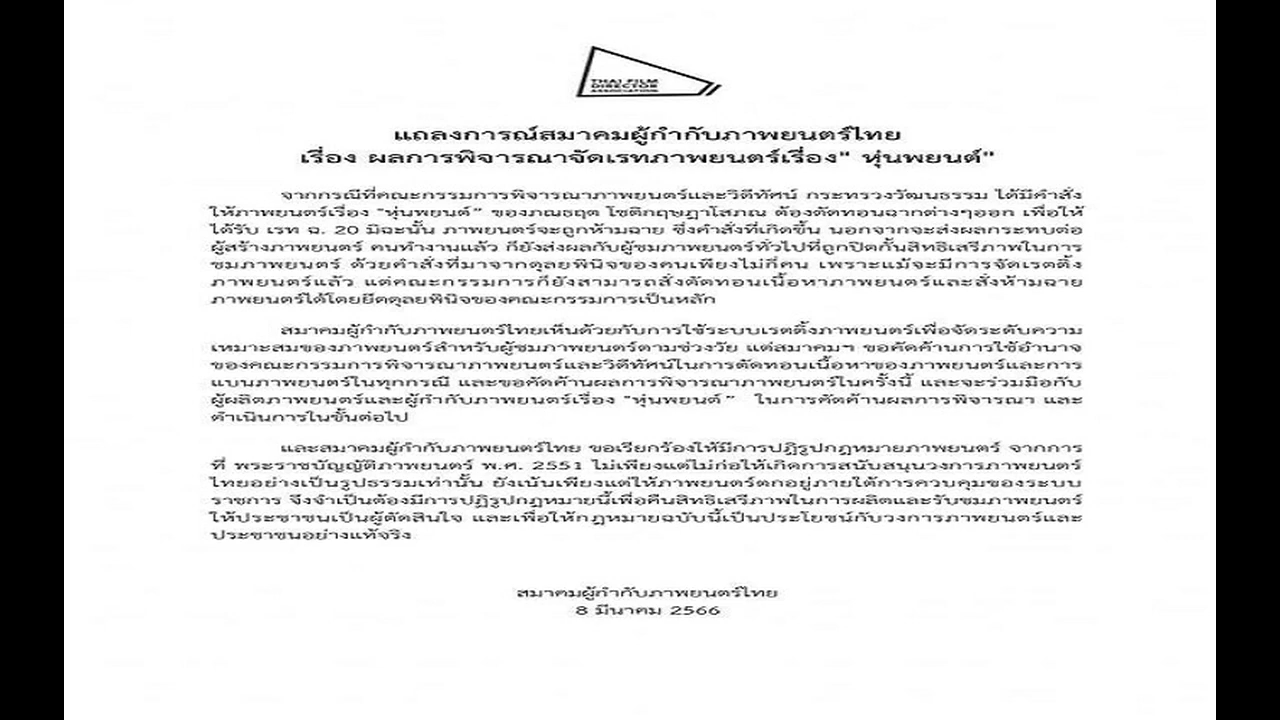 THAI FILM
DIRECTOR
ASSOCIATION
แถลงการณ์สมาคมผู้กำกับภาพยนตร์ไทย
เรื่อง ผลการพิจารณาจัดเรทภาพยนตร์เรื่อง" หุ่นพยนต์"
จากกรณีที่คณะกรรมการพิจารณาภาพยนตร์และวิดีทัศน์ กระทรวงวัฒนธรรม ได้มีคำสั่ง
ให้ภาพยนตร์เรื่อง "หุ่นพยนต์" ของภณธฤต โชติกฤษฎาโสภณ ต้องตัดทอนฉากต่างๆออก เพื่อให้
ได้รับ เรท ฉ. 20 มิฉะนั้น ภาพยนตร์จะถูกห้ามฉาย ซึ่งคำสั่งที่เกิดขึ้น นอกจากจะส่งผลกระทบต่อ
ผู้สร้างภาพยนตร์ คนทำงานแล้ว ก็ยังส่งผลกับผู้ชมภาพยนตร์ทั่วไปที่ถูกปิดกั้นสิทธิเสรีภาพในการ
ชมภาพยนตร์ ด้วยคำสั่งที่มาจากดุลยพินิจของคนเพียงไม่กี่คน เพราะแม้จะมีการจัดเรตติ้ง
ภาพยนตร์แล้ว แต่คณะกรรมการก็ยังสามารถสั่งตัดทอนเนื้อหาภาพยนตร์และสั่งห้ามฉาย
ภาพยนตร์ได้โดยยึดดุลยพินิจของคณะกรรมการเป็นหลัก
สมาคมผู้กำกับภาพยนตร์ไทยเห็นด้วยกับการใช้ระบบเรตติ้งภาพยนตร์เพื่อจัดระดับความ
เหมาะสมของภาพยนตร์สำหรับผู้ชมภาพยนตร์ตามช่วงวัย แต่สมาคมฯ ขอคัดค้านการใช้อำนาจ
ของคณะกรรมการพิจารณาภาพยนตร์และวิดีทัศน์ในการตัดทอนเนื้อหาของภาพยนตร์และการ
แบนภาพยนตร์ในทุกกรณี และขอคัดค้านผลการพิจารณาภาพยนตร์ในครั้งนี้ และจะร่วมมือกับ
ผู้ผลิตภาพยนตร์และผู้กำกับภาพยนตร์เรื่อง "หุ่นพยนต์" ในการคัดค้านผลการพิจารณา และ
ดำเนินการในขั้นต่อไป
และสมาคมผู้กำกับภาพยนตร์ไทย ขอเรียกร้องให้มีการปฏิรูปกฎหมายภาพยนตร์ จากการ
ที่ พระราชบัญญัติภาพยนตร์ พ.ศ. 2551 ไม่เพียงแต่ไม่ก่อให้เกิดการสนับสนุนวงการภาพยนตร์
ไทยอย่างเป็นรูปธรรมเท่านั้น ยังเน้นเพียงแต่ให้ภาพยนตร์ตกอยู่ภายใต้การควบคุมของระบบ
ราชการ จึงจำเป็นต้องมีการปฏิรูปกฎหมายนี้เพื่อคืนสิทธิเสรีภาพในการผลิตและรับชมภาพยนตร์
ให้ประชาชนเป็นผู้ตัดสินใจ และเพื่อให้กฎหมายฉบับนี้เป็นประโยชน์กับวงการภาพยนตร์และ
ประชาชนอย่างแท้จริง
สมาคมผู้กำกับภาพยนตร์ไทย
8 มีนาคม 2566